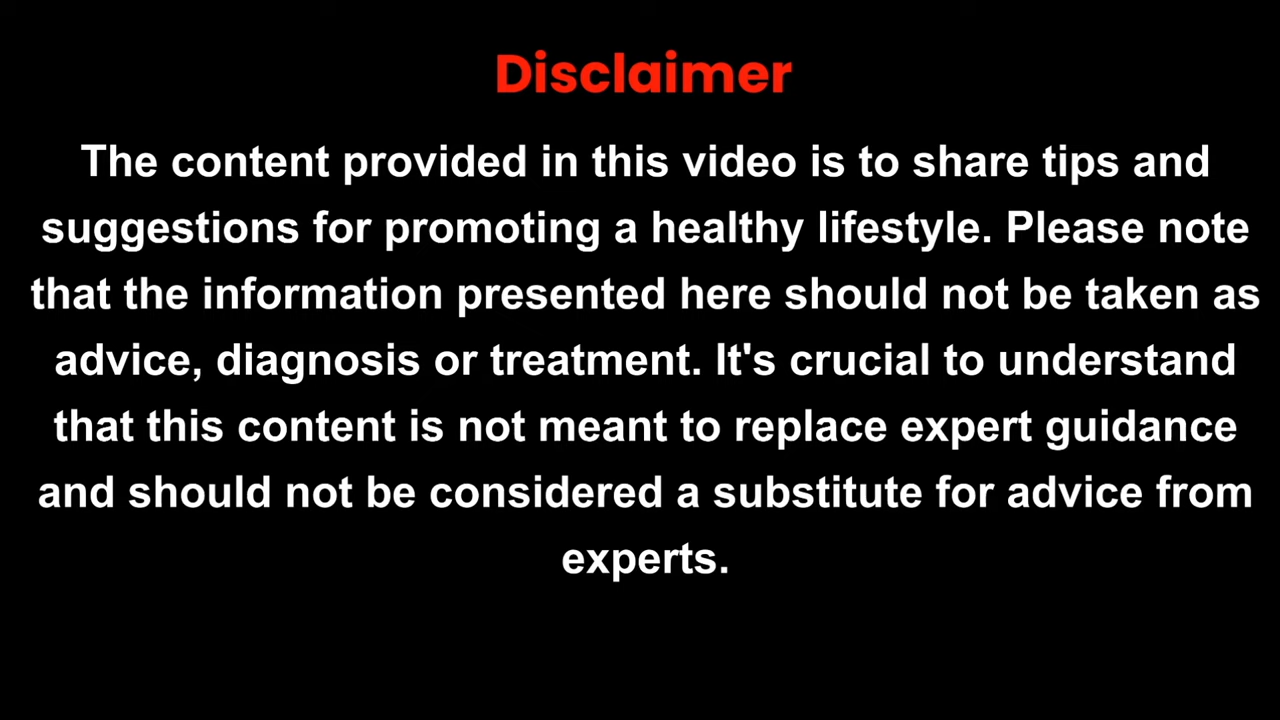 Disclaimer
The content provided in this video is to share tips and
suggestions for promoting a healthy lifestyle. Please note
that the information presented here should not be taken as
advice, diagnosis or treatment. It's crucial to understand
that this content is not meant to replace expert guidance
and should not be considered a substitute for advice from
experts.